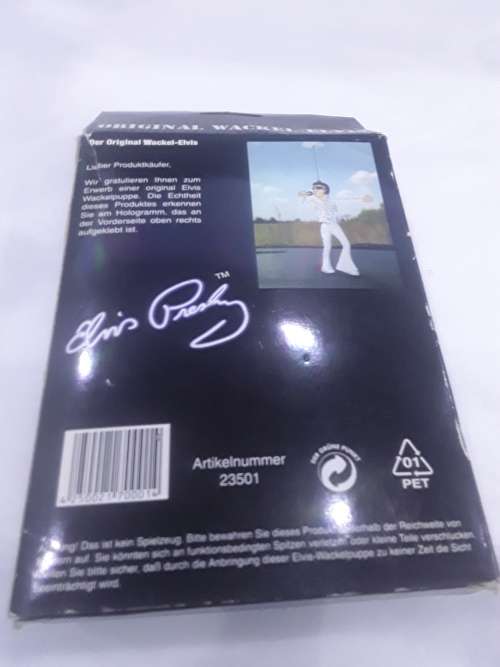 ORIGINAL WACKEL-ELVIS
Der Original Wackel-Elvis
Lieber Produktkäufer,
Wir gratulieren Ihnen zum
Erwerb einer original Elvis
Wackelpuppe. Die Echtheit
dieses Produktes erkennen
Sie am Hologramm, das an
der Vorderseite oben rechts
aufgeklebt ist.
Elvis Presley TM
Artikelnummer
23501
DER GRÜNE PUNKT
01
PET
4 250021 700014
Das ist kein Spielzeug. Bitte bewahren Sie dieses der Reichweite von
auf. Sie könnten sich an funktionsbedingten Spitzen verletzen oder kleine Teile verschlucken.
Sie bitte sicher, daß durch die Anbringung dieser Elvis-Wackelpuppe zu keiner Zeit die Sicht
beeinträchtigt wird.